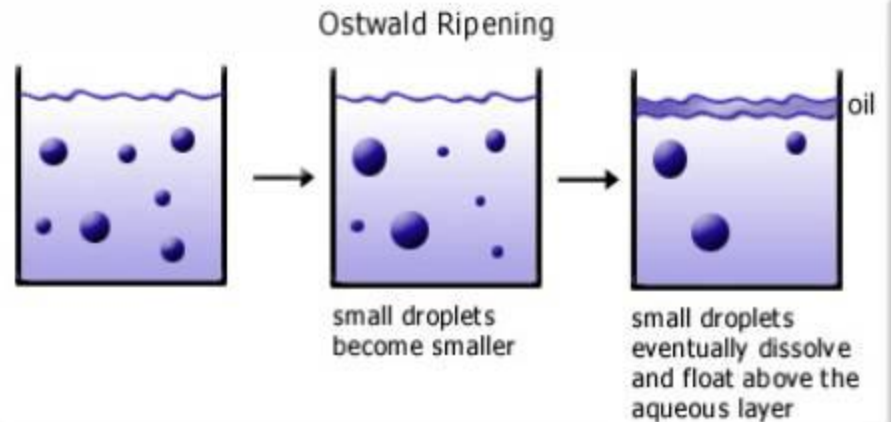 Ostwald Ripening
oil
small droplets
become smaller
small droplets
eventually dissolve
and float above the
aqueous layer